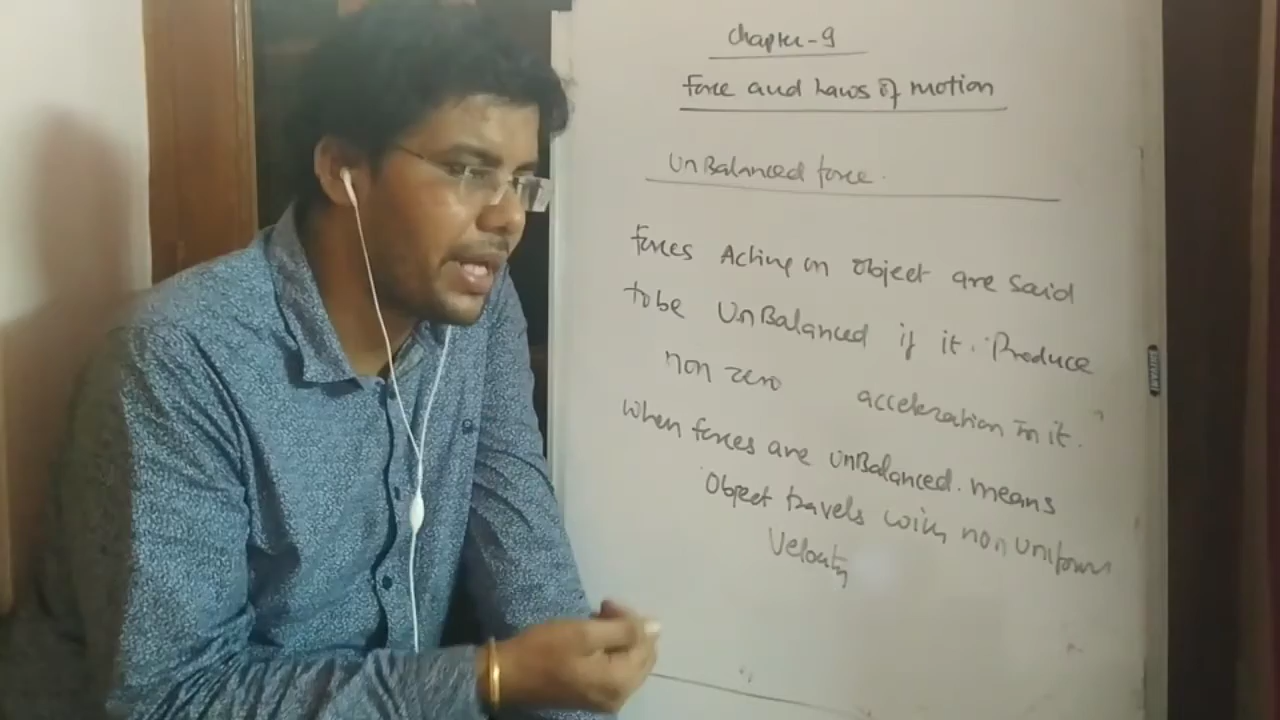 Chapter-9
Force and Laws of motion
UnBalanced force.
forces Acting on object are said
to be UnBalanced if it. Produce
non zero acceleration in it.
when forces are unBalanced. means
Object travels with non uniform
Velocity